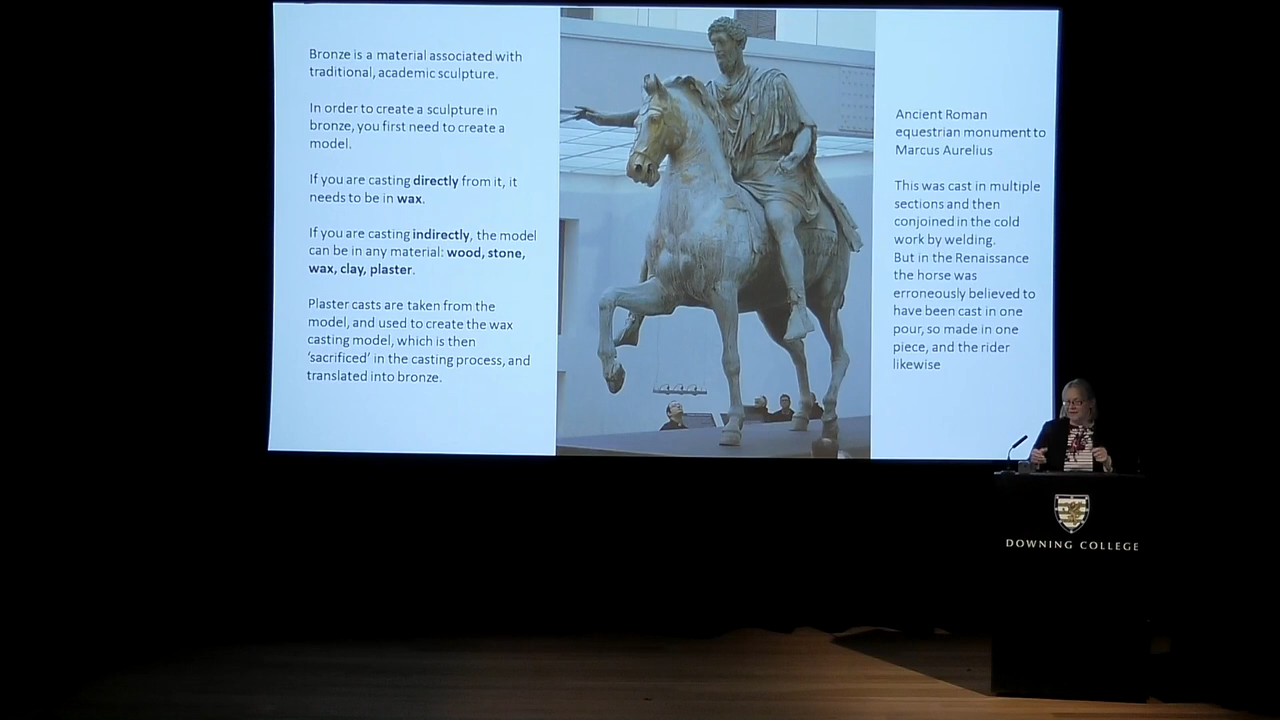 Bronze is a material associated with
traditional, academic sculpture.
In order to create a sculpture in
bronze, you first need to create a
model.
If you are casting directly from it, it
needs to be in wax.
If you are casting indirectly, the model
can be in any material: wood, stone,
wax, clay, plaster.
Plaster casts are taken from the
model, and used to create the wax
casting model, which is then
‘sacrificed’ in the casting process, and
translated into bronze.
Ancient Roman
equestrian monument to
Marcus Aurelius
This was cast in multiple
sections and then
conjoined in the cold
work by welding.
But in the Renaissance
the horse was
erroneously believed to
have been cast in one
pour, so made in one
piece, and the rider
likewise
DOWNING COLLEGE